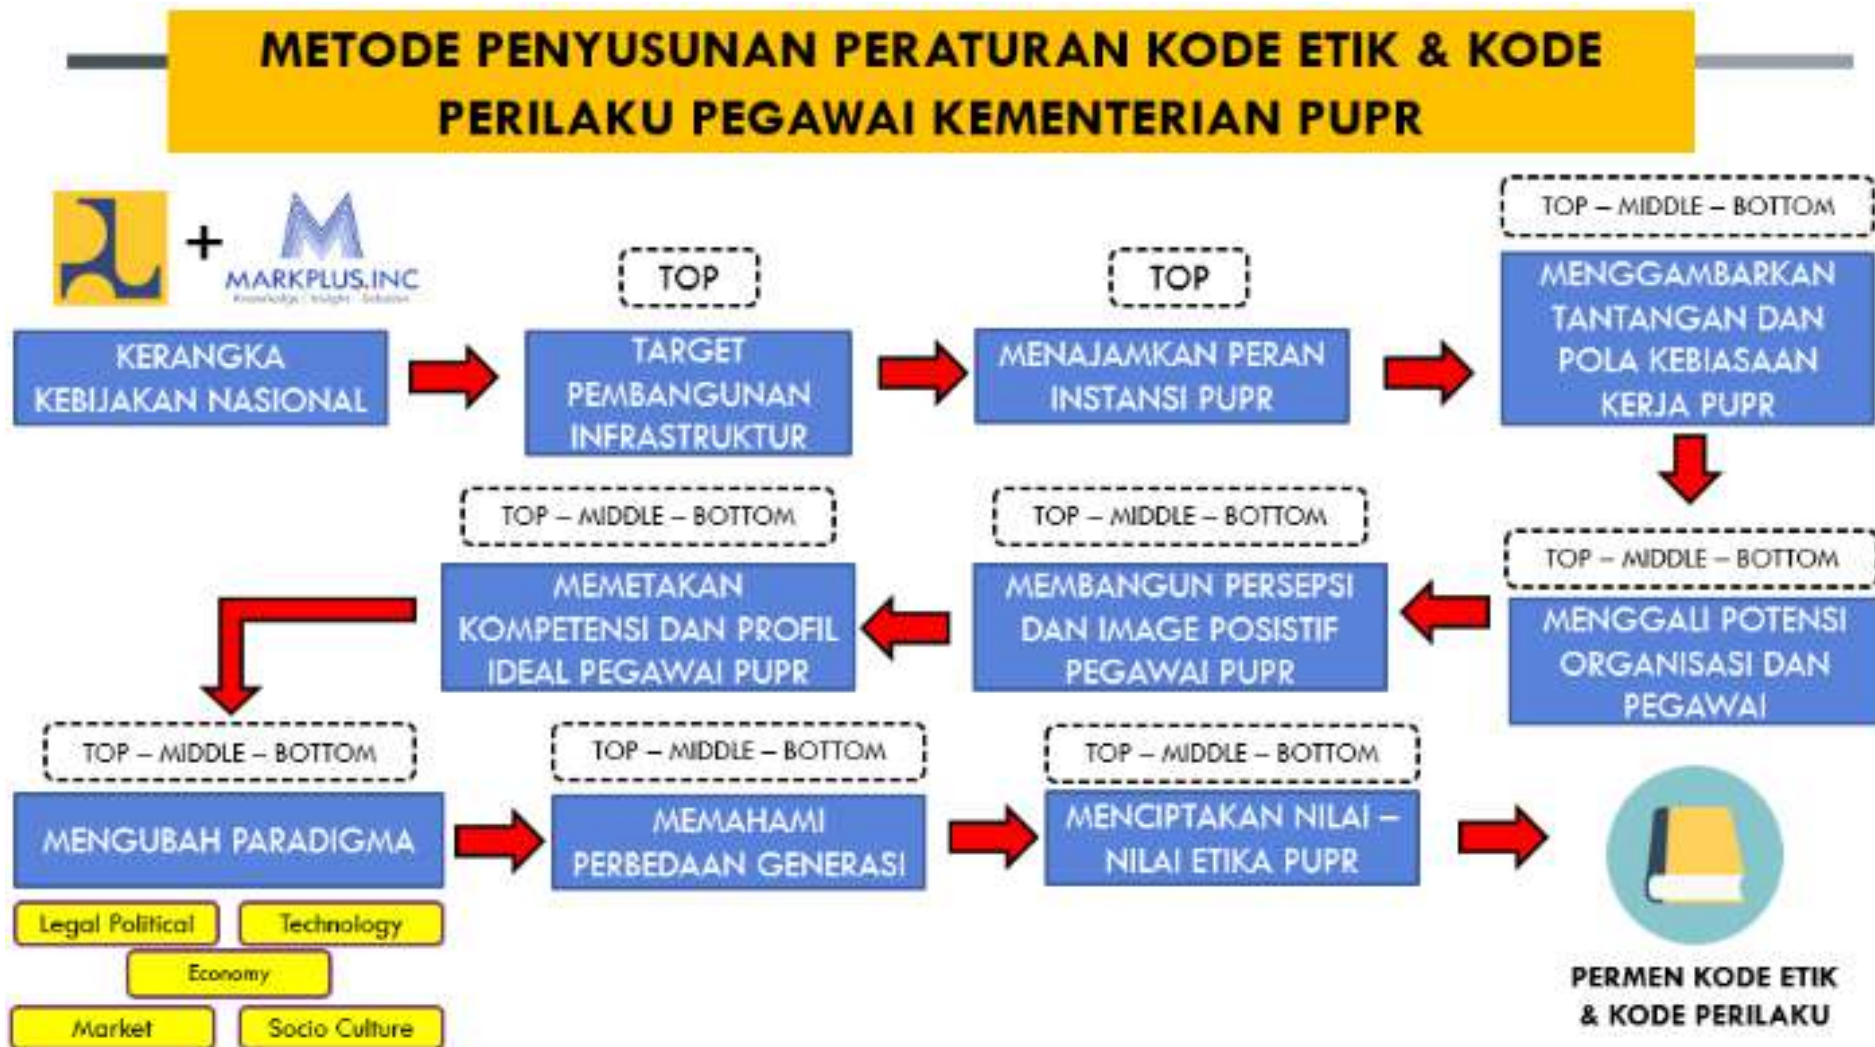 METODE PENYUSUNAN PERATURAN KODE ETIK & KODE
PERILAKU PEGAWAI KEMENTERIAN PUPR
+
MARKPLUS.INC
Knowledge Insight Solution
KERANGKA
KEBIJAKAN NASIONAL
TOP
TARGET
PEMBANGUNAN
INFRASTRUKTUR
TOP
MENAJAMKAN PERAN
INSTANSI PUPR
TOP – MIDDLE – BOTTOM
MENGGAMBARKAN
TANTANGAN DAN
POLA KEBIASAAN
KERJA PUPR
TOP – MIDDLE – BOTTOM
MENGGALI POTENSI
ORGANISASI DAN
PEGAWAI
TOP – MIDDLE – BOTTOM
MEMBANGUN PERSEPSI
DAN IMAGE POSISTIF
PEGAWAI PUPR
TOP – MIDDLE – BOTTOM
MEMETAKAN
KOMPETENSI DAN PROFIL
IDEAL PEGAWAI PUPR
TOP – MIDDLE – BOTTOM
MENGUBAH PARADIGMA
Legal Political
Technology
Economy
Market
Socio Culture
TOP – MIDDLE – BOTTOM
MEMAHAMI
PERBEDAAN GENERASI
TOP – MIDDLE – BOTTOM
MENCIPTAKAN NILAI –
NILAI ETIKA PUPR
PERMEN KODE ETIK
& KODE PERILAKU